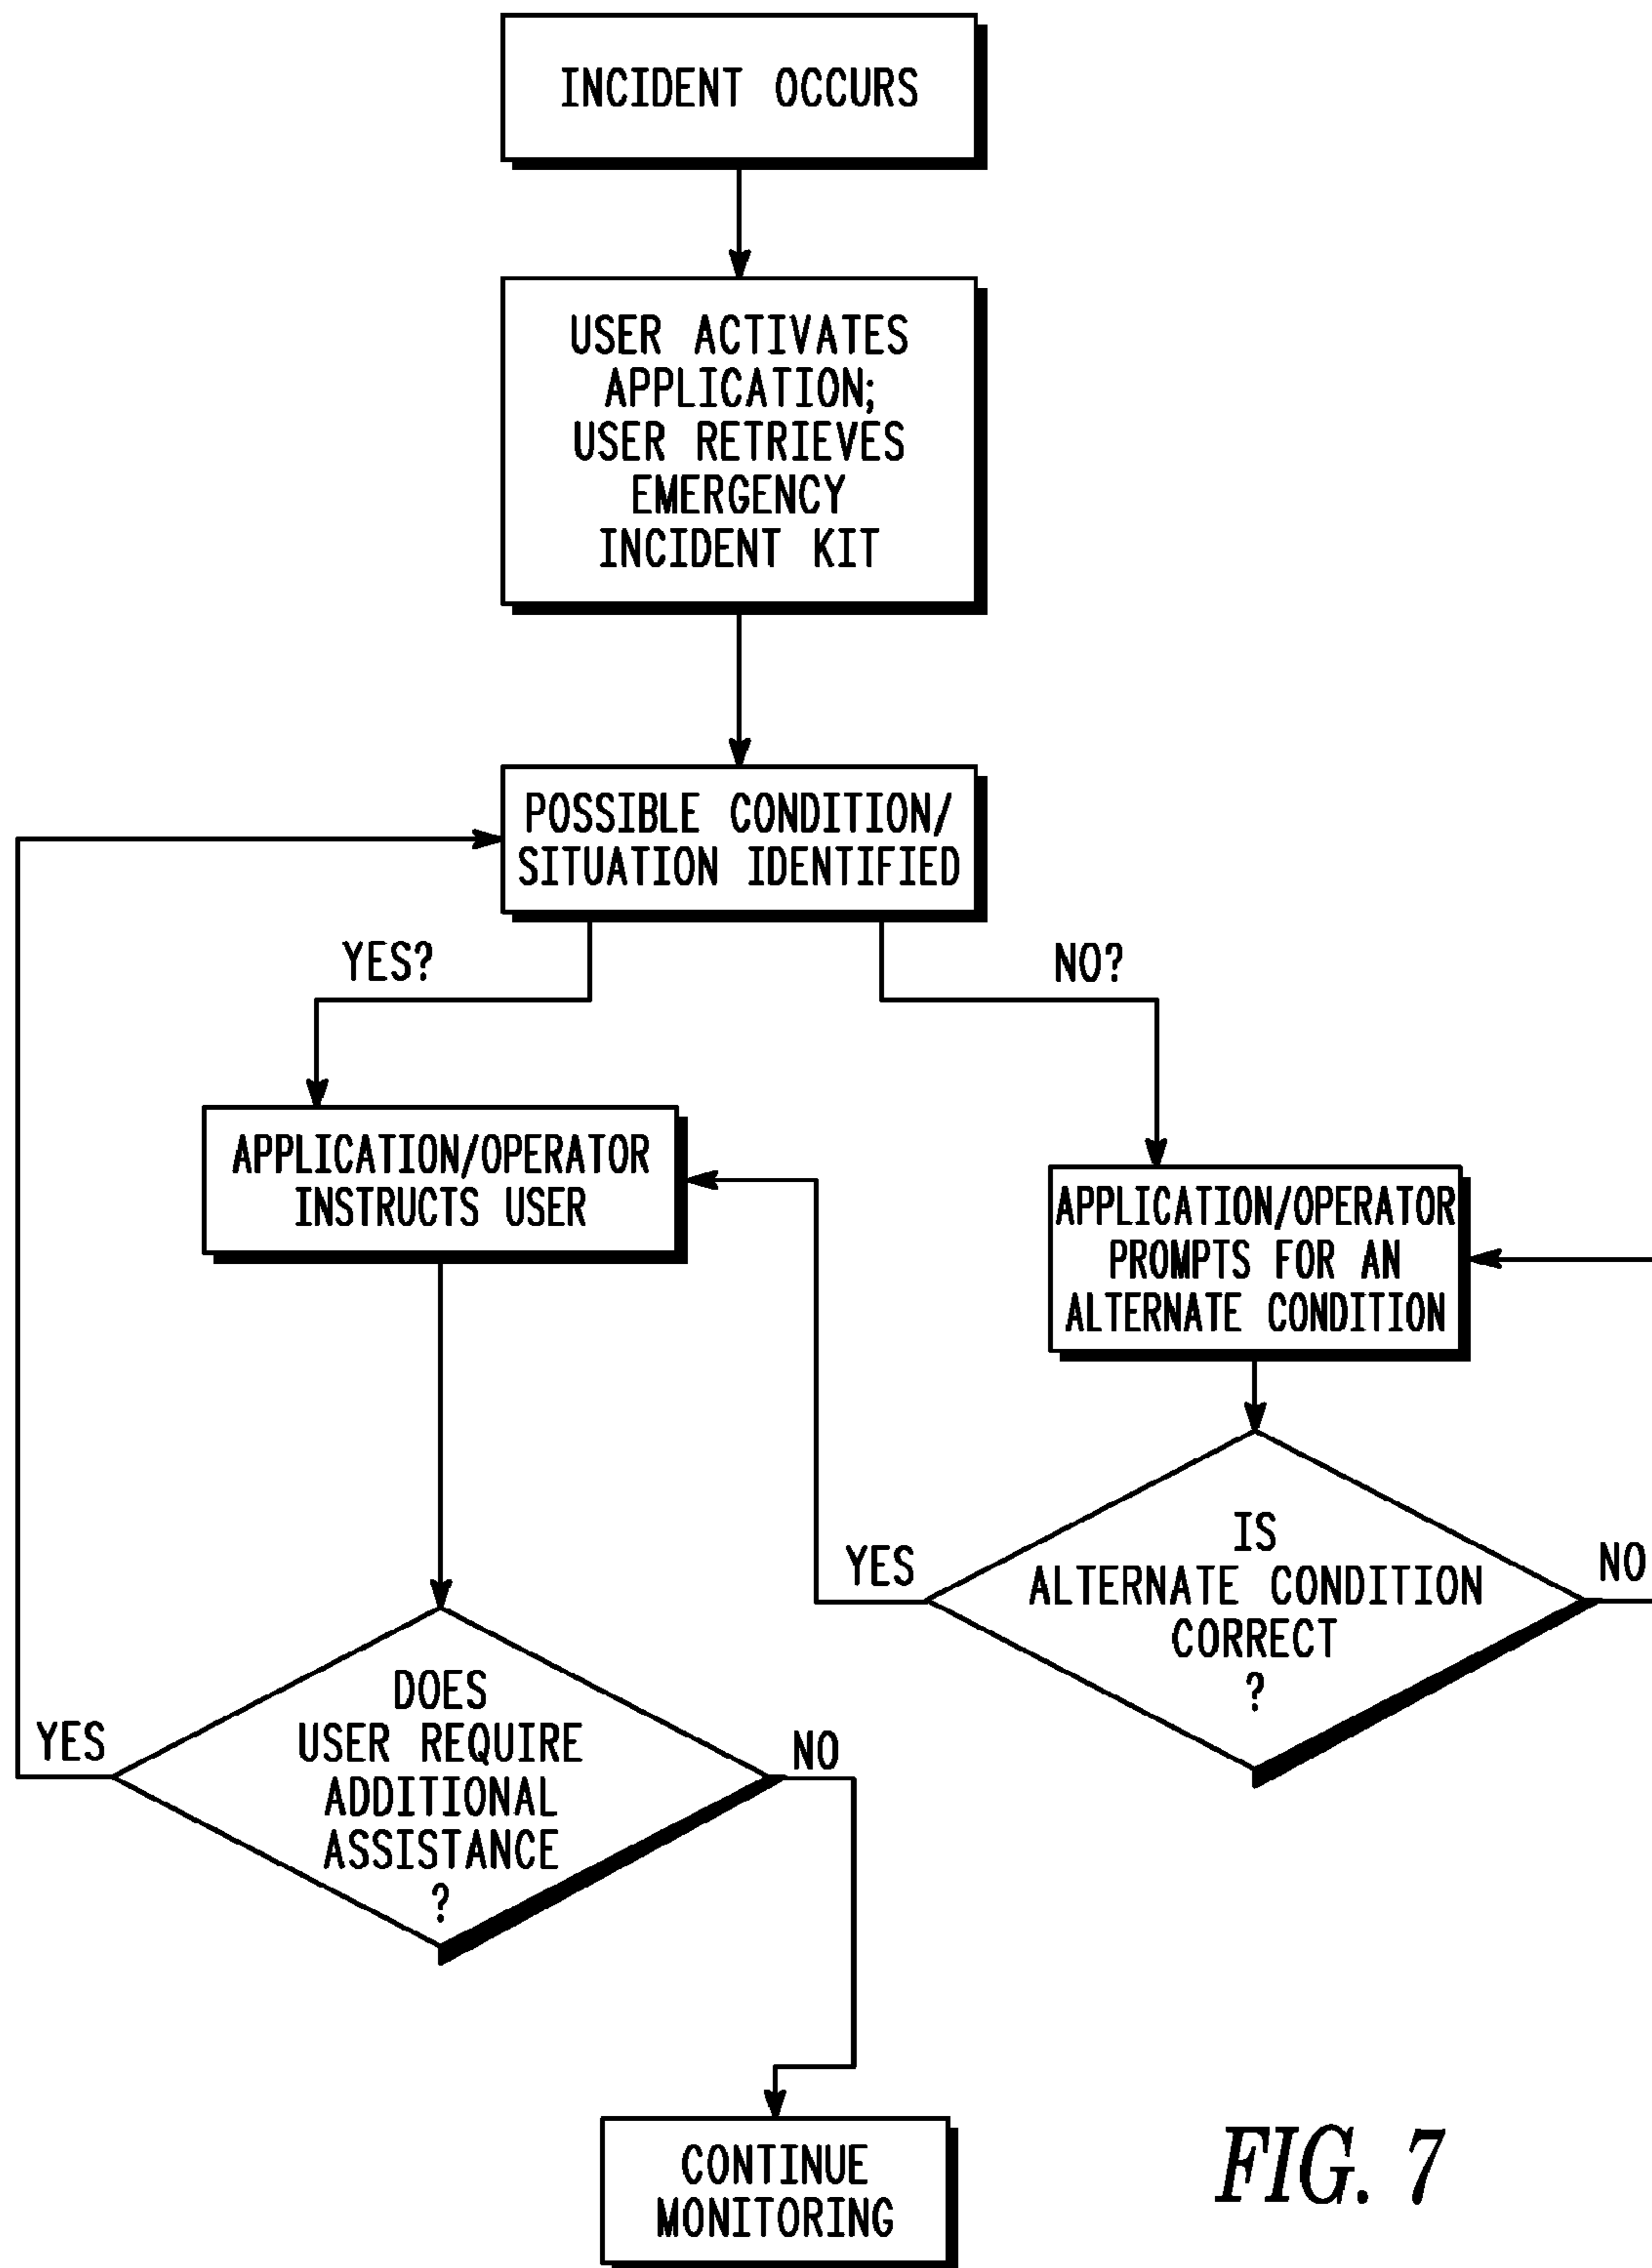 INCIDENT OCCURS
USER ACTIVATES
APPLICATION;
USER RETRIEVES
EMERGENCY
INCIDENT KIT
POSSIBLE CONDITION/
SITUATION IDENTIFIED
YES?
NO?
APPLICATION/OPERATOR
INSTRUCTS USER
APPLICATION/OPERATOR
PROMPTS FOR AN
ALTERNATE CONDITION
IS
ALTERNATE CONDITION
CORRECT
?
YES
NO
DOES
USER REQUIRE
ADDITIONAL
ASSISTANCE
?
YES
NO
CONTINUE
MONITORING
FIG. 7